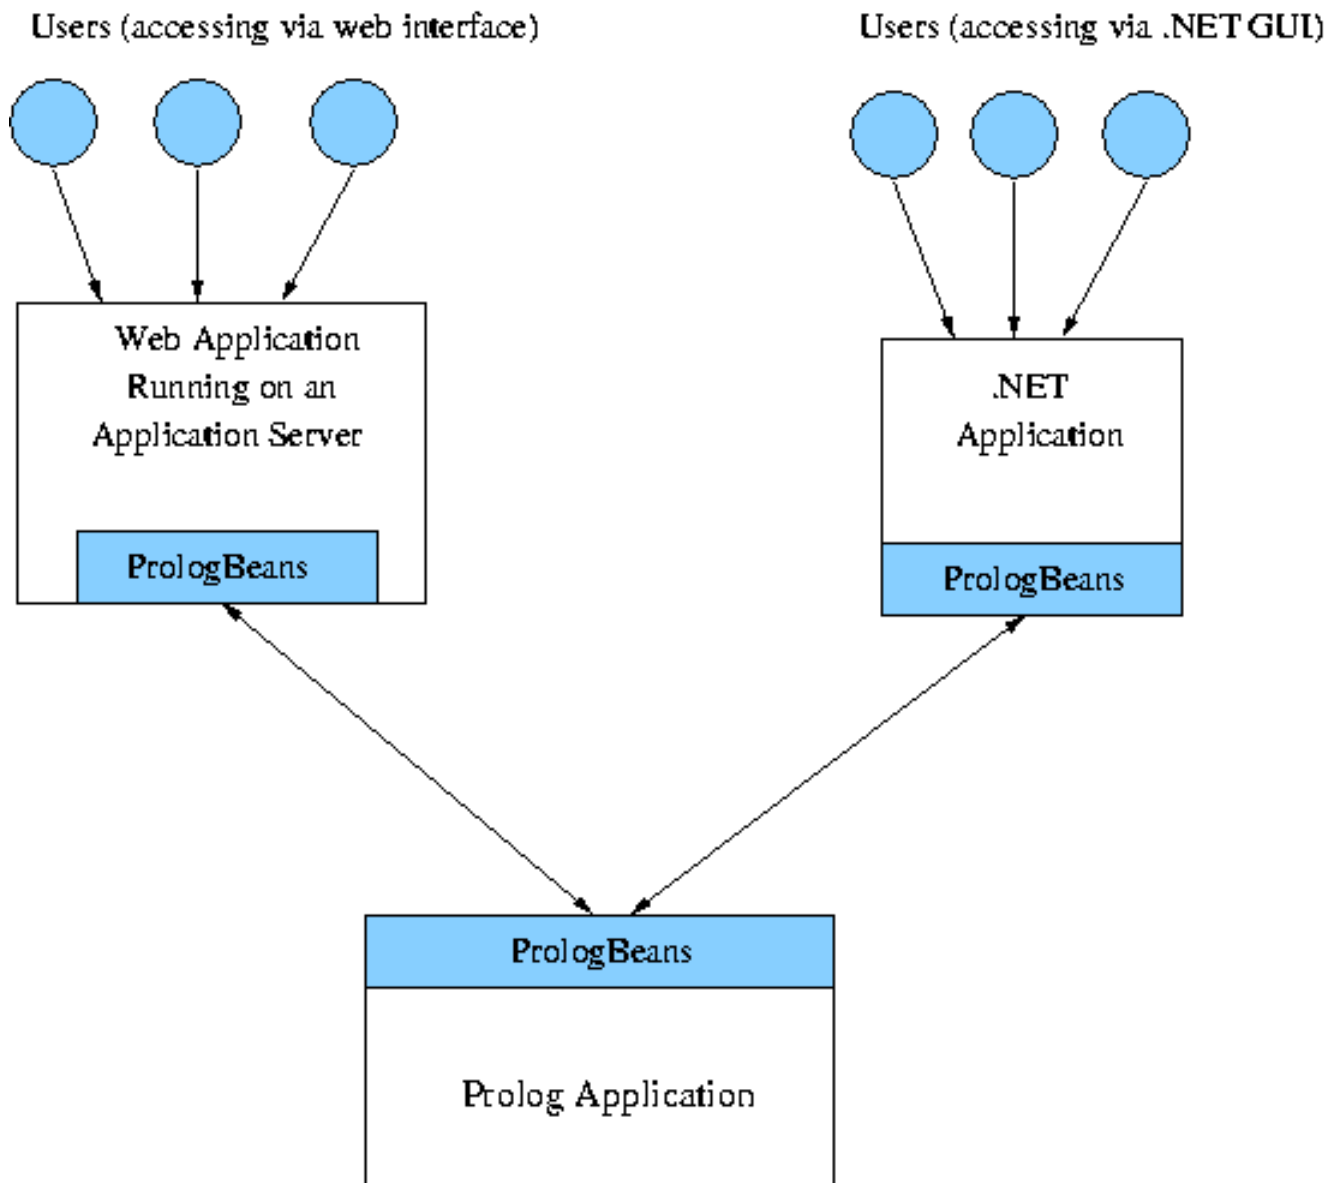 Users (accessing via web interface)
Users (accessing via .NET GUI)
Web Application
Running on an
Application Server
PrologBeans
.NET
Application
PrologBeans
PrologBeans
Prolog Application